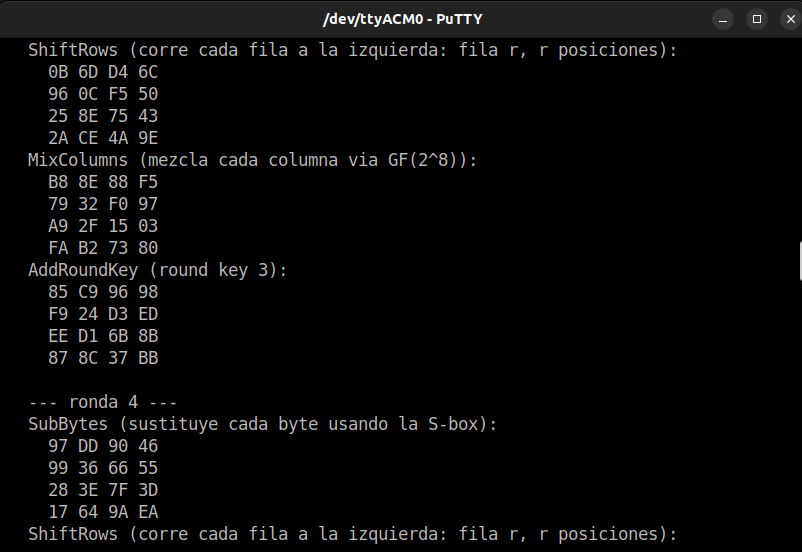 /dev/ttyACM0 - PuTTY
ShiftRows (corre cada fila a la izquierda: fila r, r posiciones):
0B 6D D4 6C
96 0C F5 50
25 8E 75 43
2A CE 4A 9E
MixColumns (mezcla cada columna via GF(2^8)):
B8 8E 88 F5
79 32 F0 97
A9 2F 15 03
FA B2 73 80
AddRoundKey (round key 3):
85 C9 96 98
F9 24 D3 ED
EE D1 6B 8B
87 8C 37 BB
--- ronda 4 ---
SubBytes (sustituye cada byte usando la S-box):
97 DD 90 46
99 36 66 55
28 3E 7F 3D
17 64 9A EA
ShiftRows (corre cada fila a la izquierda: fila r, r posiciones):